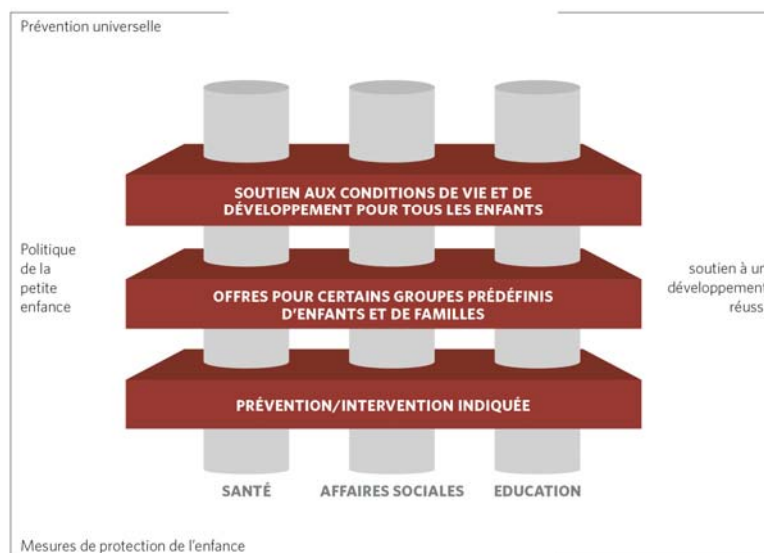 Prévention universelle
SOUTIEN AUX CONDITIONS DE VIE ET DE
DÉVELOPPEMENT POUR TOUS LES ENFANTS
Politique
de la
petite
enfance
OFFRES POUR CERTAINS GROUPES PRÉDÉFINIS
D'ENFANTS ET DE FAMILLES
soutien à un
développement
réuss
PRÉVENTION/INTERVENTION INDIQUÉE
SANTÉ AFFAIRES SOCIALES EDUCATION
Mesures de protection de l'enfance